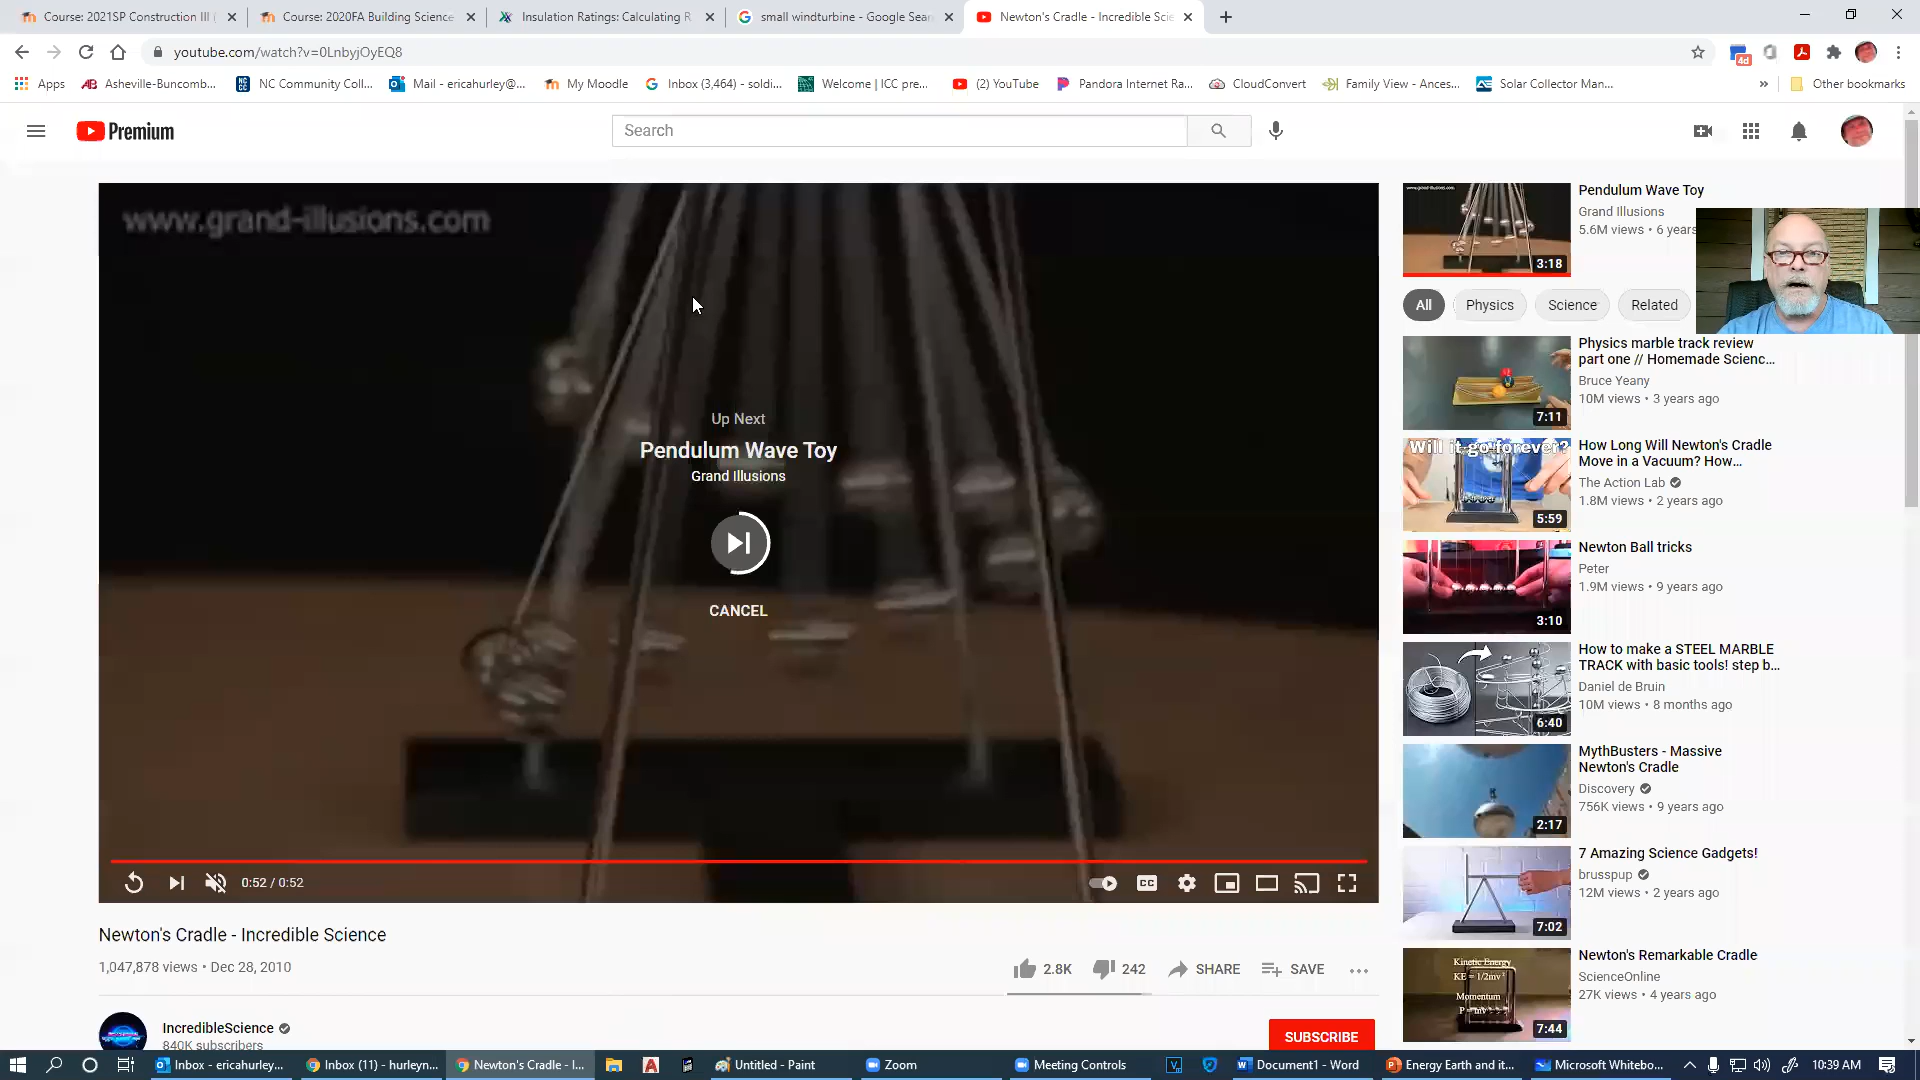 Course: 2021SP Construction III (
Course: 2020FA Building Science
Insulation Ratings: Calculating R
small windturbine - Google Sear
Newton's Cradle - Incredible Scie
youtube.com/watch?v=0LnbyjOyEQ8
4d
Apps
AB Asheville-Buncomb...
NC Community Coll...
Mail - ericahurley@...
My Moodle
Inbox (3,464) - soldi...
Welcome | ICC pre...
(2) YouTube
Pandora Internet Ra...
CloudConvert
Family View - Ances...
Solar Collector Man...
»
Other bookmarks
Premium
Search
www.grand-illusions.com
Up Next
Pendulum Wave Toy
Grand Illusions
CANCEL
0:52 / 0:52
CC
Newton's Cradle - Incredible Science
1,047,878 views • Dec 28, 2010
2.8K
242
SHARE
SAVE
IncredibleScience
840K subscribers
SUBSCRIBE
Pendulum Wave Toy
Grand Illusions
5.6M views • 6 years
3:18
All
Physics
Science
Related
Physics marble track review
part one // Homemade Scienc...
Bruce Yeany
10M views • 3 years ago
7:11
Will it go forever?
How Long Will Newton's Cradle
Move in a Vacuum? How...
The Action Lab
1.8M views • 2 years ago
5:59
Newton Ball tricks
Peter
1.9M views • 9 years ago
3:10
How to make a STEEL MARBLE
TRACK with basic tools! step b...
Daniel de Bruin
10M views • 8 months ago
6:40
MythBusters - Massive
Newton's Cradle
Discovery
756K views • 9 years ago
2:17
7 Amazing Science Gadgets!
brusspup
12M views • 2 years ago
7:02
Kinetic Energy
KE = 1/2mv²
Momentum
P = mv
Newton's Remarkable Cradle
ScienceOnline
27K views • 4 years ago
7:44
Inbox - ericahurley...
Inbox (11) - hurleyn...
Newton's Cradle - I...
Untitled - Paint
Zoom
Meeting Controls
Document1 - Word
Energy Earth and it...
Microsoft Whitebo...
10:39 AM